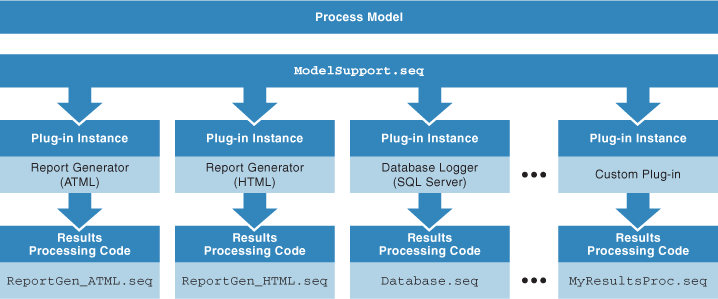 Process Model
ModelSupport.seq
Plug-in Instance
Report Generator
(ATML)
Plug-in Instance
Report Generator
(HTML)
Plug-in Instance
Database Logger
(SQL Server)
Plug-in Instance
Custom Plug-in
Results
Processing Code
ReportGen_ATML.seq
Results
Processing Code
ReportGen_HTML.seq
Results
Processing Code
Database.seq
Results
Processing Code
MyResultsProc.seq